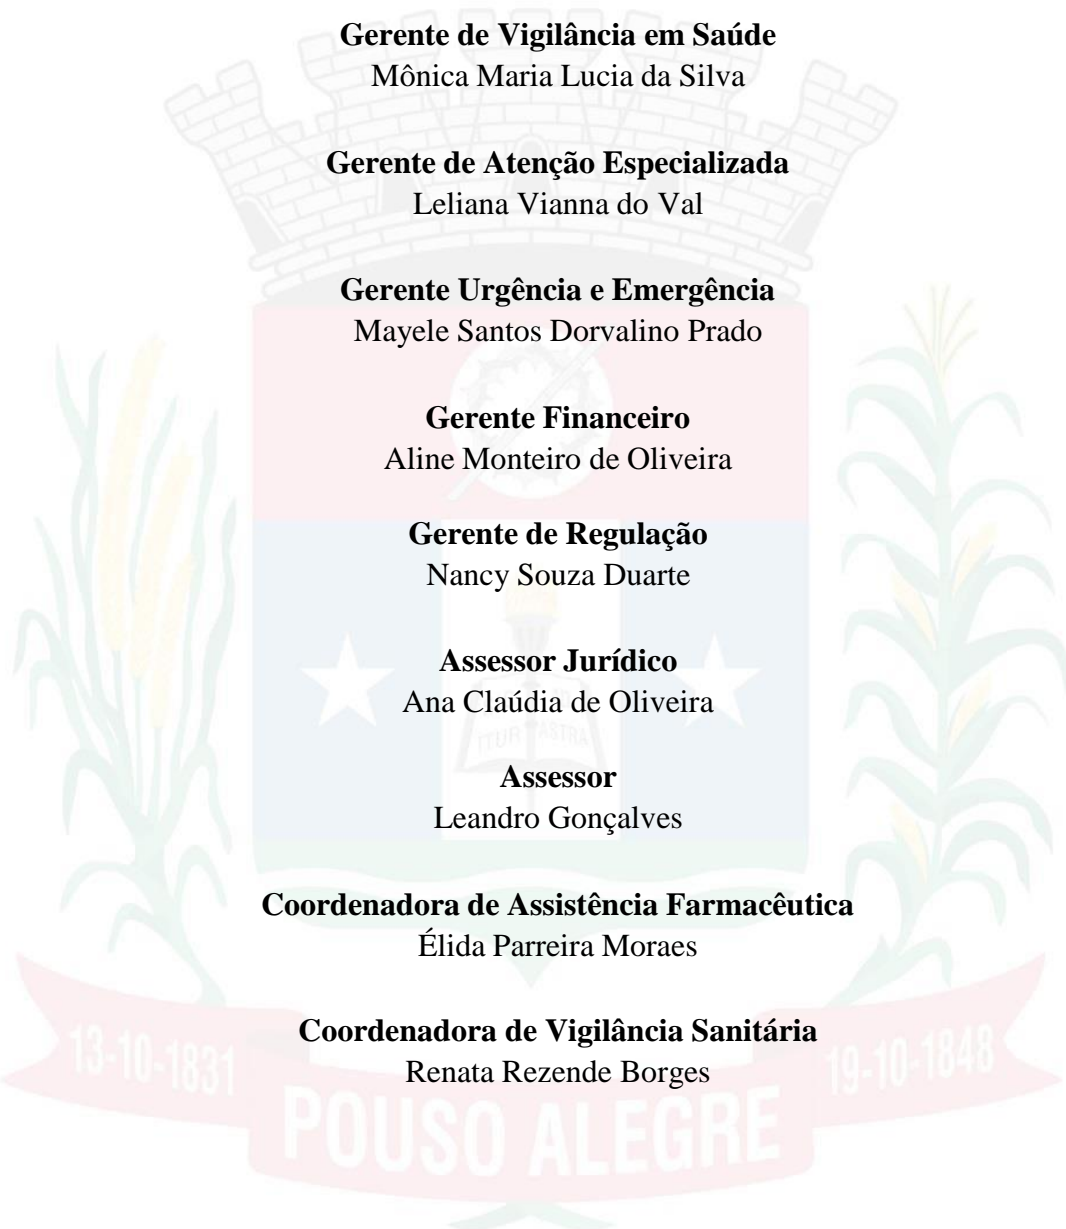 Gerente de Vigilância em Saúde
Mônica Maria Lucia da Silva
Gerente de Atenção Especializada
Leliana Vianna do Val
Gerente Urgência e Emergência
Mayele Santos Dorvalino Prado
Gerente Financeiro
Aline Monteiro de Oliveira
Gerente de Regulação
Nancy Souza Duarte
Assessor Jurídico
Ana Claúdia de Oliveira
ITUR ASTRA
Assessor
Leandro Gonçalves
Coordenadora de Assistência Farmacêutica
Élida Parreira Moraes
Coordenadora de Vigilância Sanitária
Renata Rezende Borges
13-10-1831
19-10-1848
POUSO ALEGRE